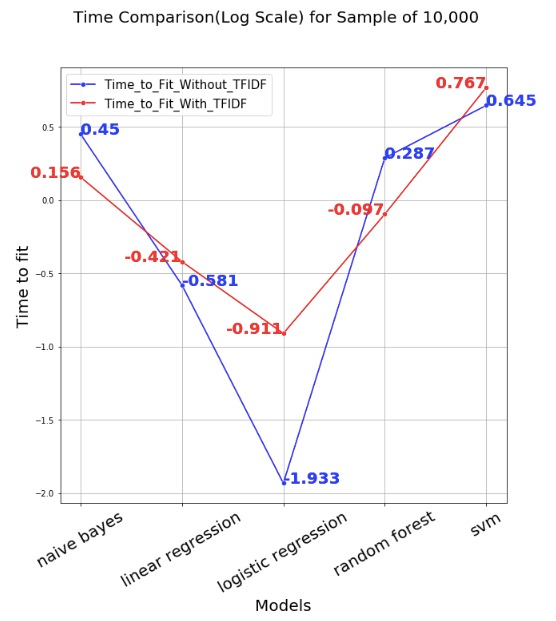 Time Comparison(Log Scale) for Sample of 10,000
Time_to_Fit_Without_TFIDF
Time_to_Fit_With_TFIDF
0.767
0.645
0.5
0.45
0.287
0.156
0.0
-0.097
-0.421
−0.5
-0.581
-0.911
−1.0
−1.5
-1.933
−2.0
Time to fit
naive bayes
linear regression
logistic regression
random forest
svm
Models